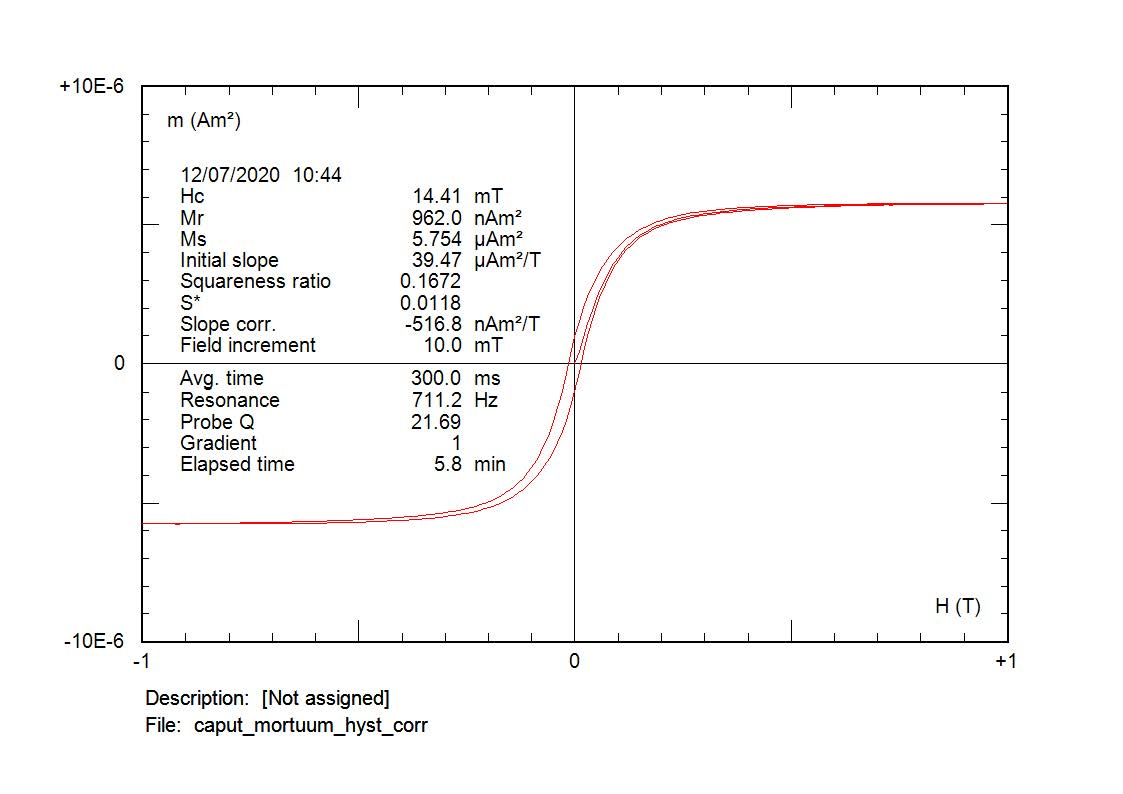 +10E-6
m (Am²)
12/07/2020 10:44
Hc 14.41 mT
Mr 962.0 nAm²
Ms 5.754 µAm²
Initial slope 39.47 µAm²/T
Squareness ratio 0.1672
S* 0.0118
Slope corr. -516.8 nAm²/T
Field increment 10.0 mT
0
Avg. time 300.0 ms
Resonance 711.2 Hz
Probe Q 21.69
Gradient 1
Elapsed time 5.8 min
H (T)
-10E-6
-1 0 +1
Description: [Not assigned]
File: caput_mortuum_hyst_corr